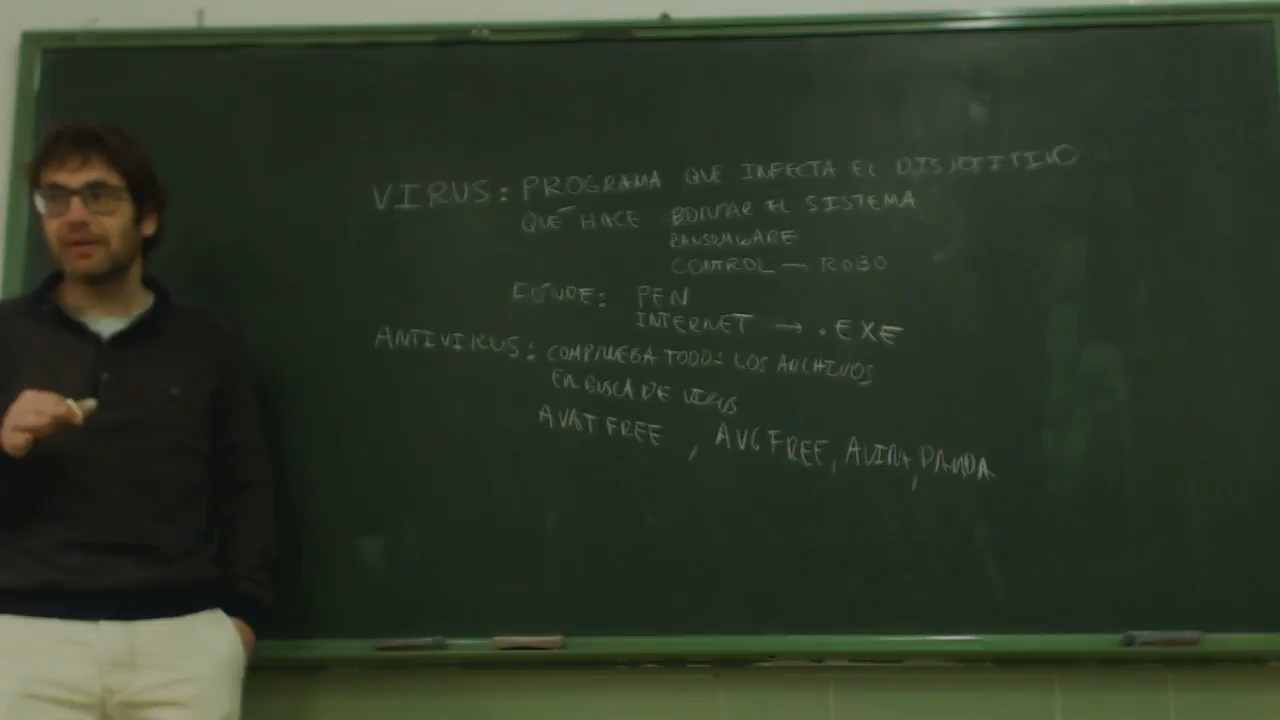 VIRUS: PROGRAMA QUE INFECTA EL DISPOSITIVO
QUÉ HACE BORRAR EL SISTEMA
RANSOMWARE
CONTROL → ROBO
DÓNDE: PEN
INTERNET → .EXE
ANTIVIRUS: COMPRUEBA TODOS LOS ARCHIVOS
EN BUSCA DE VIRUS
AVAST FREE, AVG FREE, AVIRA, PANDA